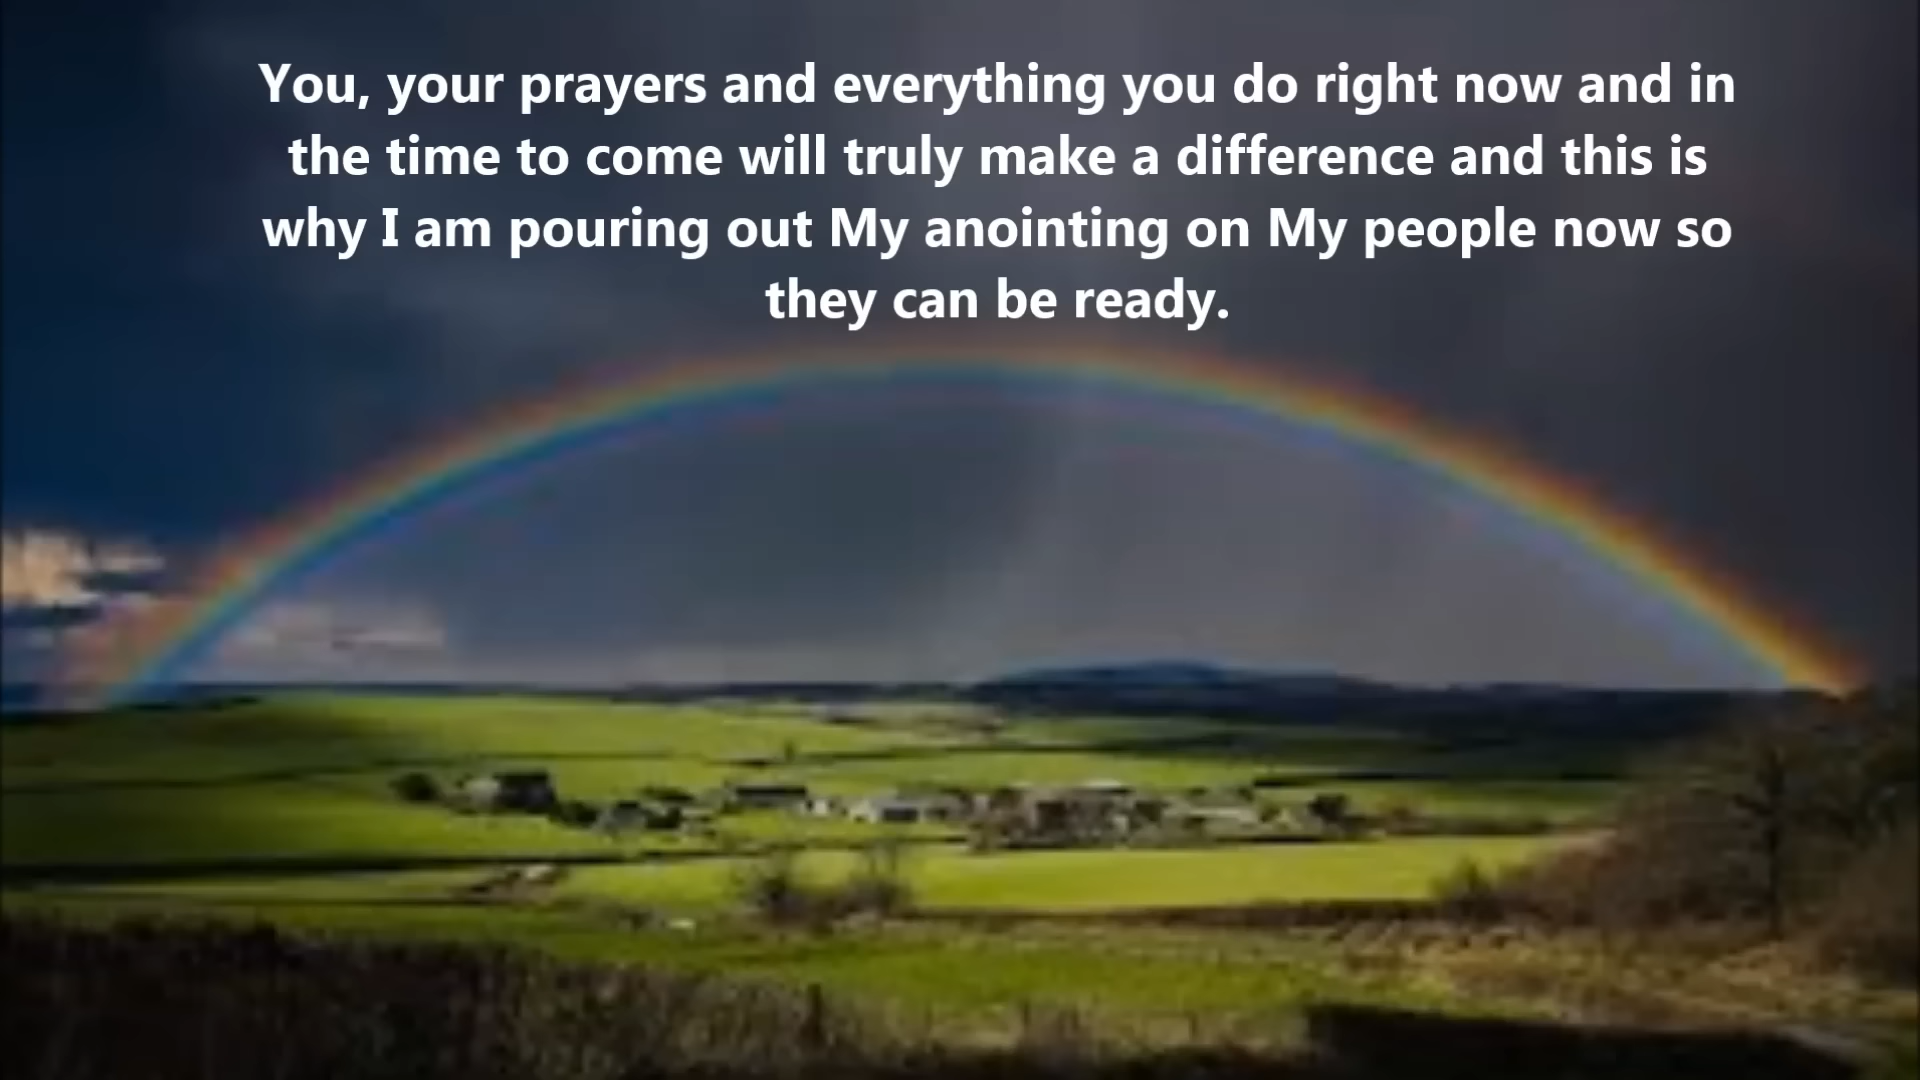 You, your prayers and everything you do right now and in
the time to come will truly make a difference and this is
why I am pouring out My anointing on My people now so
they can be ready.